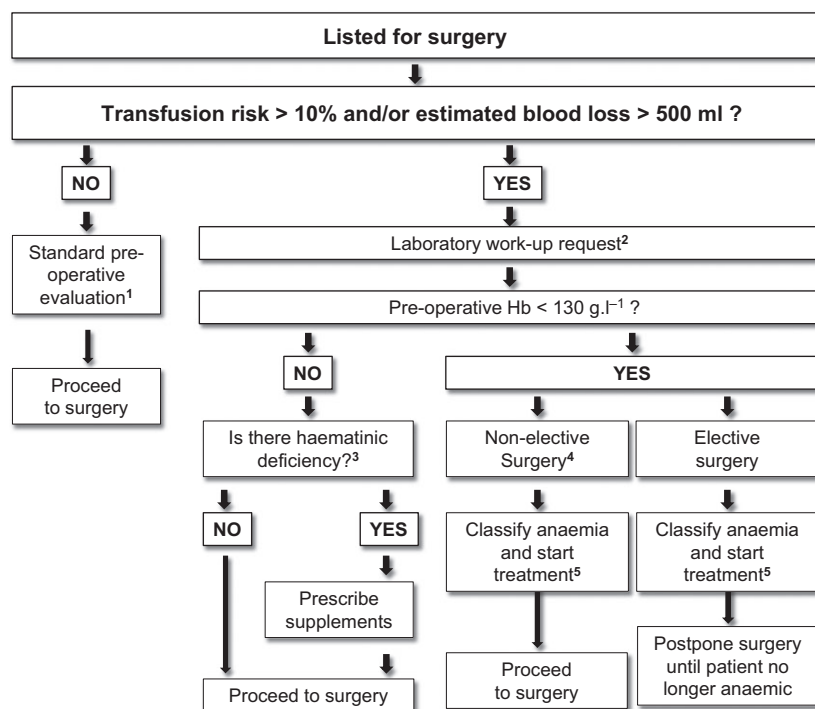 Listed for surgery
Transfusion risk > 10% and/or estimated blood loss > 500 ml ?
NO
YES
Standard pre-
operative
evaluation¹
Laboratory work-up request²
Pre-operative Hb < 130 g.l⁻¹ ?
Proceed
to surgery
NO
YES
Is there haematinic
deficiency?³
Non-elective
Surgery⁴
Elective
surgery
NO
YES
Classify anaemia
and start
treatment⁵
Classify anaemia
and start
treatment⁵
Prescribe
supplements
Proceed to surgery
Proceed
to surgery
Postpone surgery
until patient no
longer anaemic